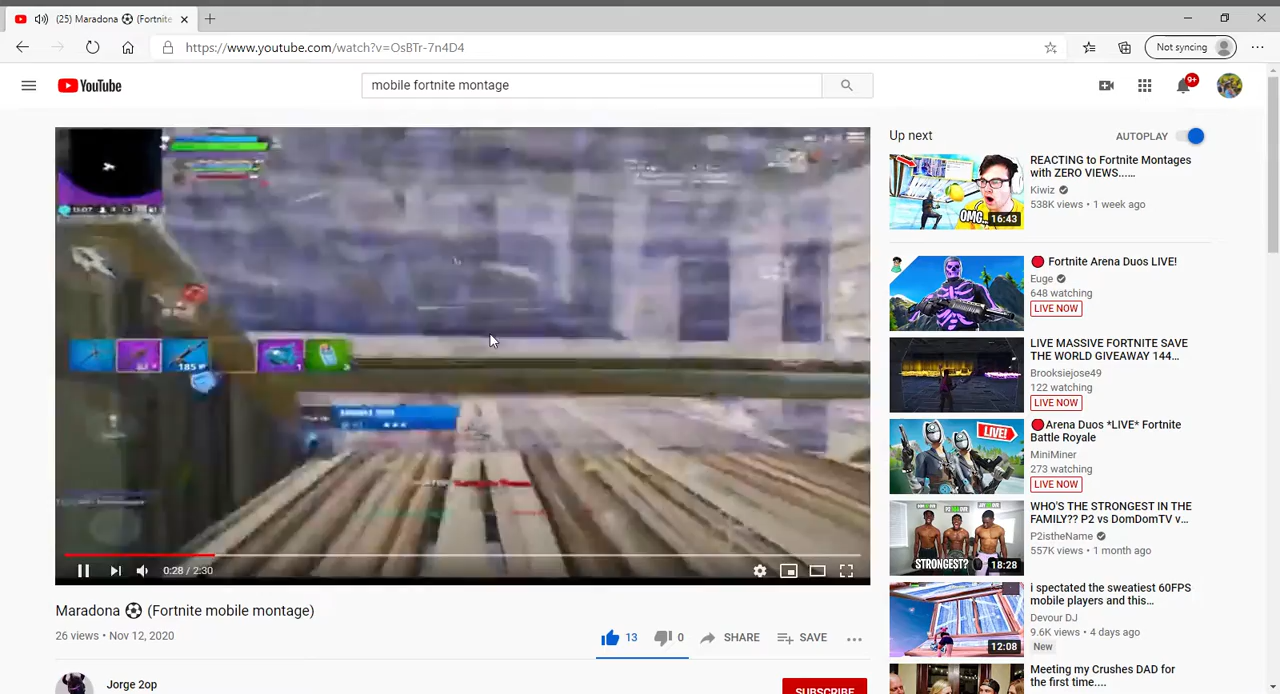 (25) Maradona ⚽ (Fortnite
https://www.youtube.com/watch?v=OsBTr-7n4D4
Not syncing
YouTube
mobile fortnite montage
9+
Up next
AUTOPLAY
REACTING to Fortnite Montages
with ZERO VIEWS.....
Kiwiz
538K views • 1 week ago
OMG
16:43
🔴 Fortnite Arena Duos LIVE!
Euge
648 watching
LIVE NOW
LIVE MASSIVE FORTNITE SAVE
THE WORLD GIVEAWAY 144...
Brooksiejose49
122 watching
LIVE NOW
LIVE!
🔴Arena Duos *LIVE* Fortnite
Battle Royale
MiniMiner
273 watching
LIVE NOW
WHO'S THE STRONGEST IN THE
FAMILY?? P2 vs DomDomTV v...
P2istheName
557K views • 1 month ago
STRONGEST?
18:28
i spectated the sweatiest 60FPS
mobile players and this...
Devour DJ
9.6K views • 4 days ago
New
12:08
Meeting my Crushes DAD for
the first time....
185
1
3
0:28 / 2:30
Maradona ⚽ (Fortnite mobile montage)
26 views • Nov 12, 2020
13
0
SHARE
SAVE
Jorge 2op
SUBSCRIBE